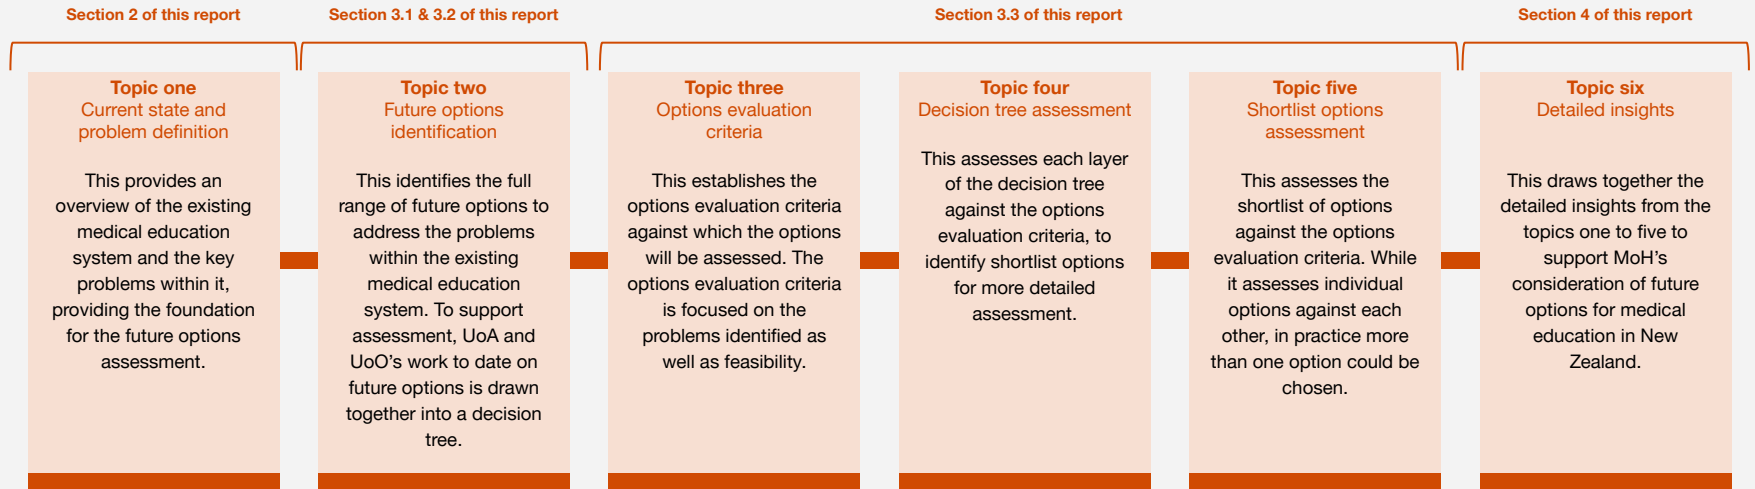 Section 2 of this report
Section 3.1 & 3.2 of this report
Section 3.3 of this report
Section 4 of this report
Topic one
Current state and
problem definition
This provides an
overview of the existing
medical education
system and the key
problems within it,
providing the foundation
for the future options
assessment.
Topic two
Future options
identification
This identifies the full
range of future options to
address the problems
within the existing
medical education
system. To support
assessment, UoA and
UoO's work to date on
future options is drawn
together into a decision
tree.
Topic three
Options evaluation
criteria
This establishes the
options evaluation criteria
against which the options
will be assessed. The
options evaluation criteria
is focused on the
problems identified as
well as feasibility.
Topic four
Decision tree assessment
This assesses each layer
of the decision tree
against the options
evaluation criteria, to
identify shortlist options
for more detailed
assessment.
Topic five
Shortlist options
assessment
This assesses the
shortlist of options
against the options
evaluation criteria. While
it assesses individual
options against each
other, in practice more
than one option could be
chosen.
Topic six
Detailed insights
This draws together the
detailed insights from the
topics one to five to
support MoH's
consideration of future
options for medical
education in New
Zealand.